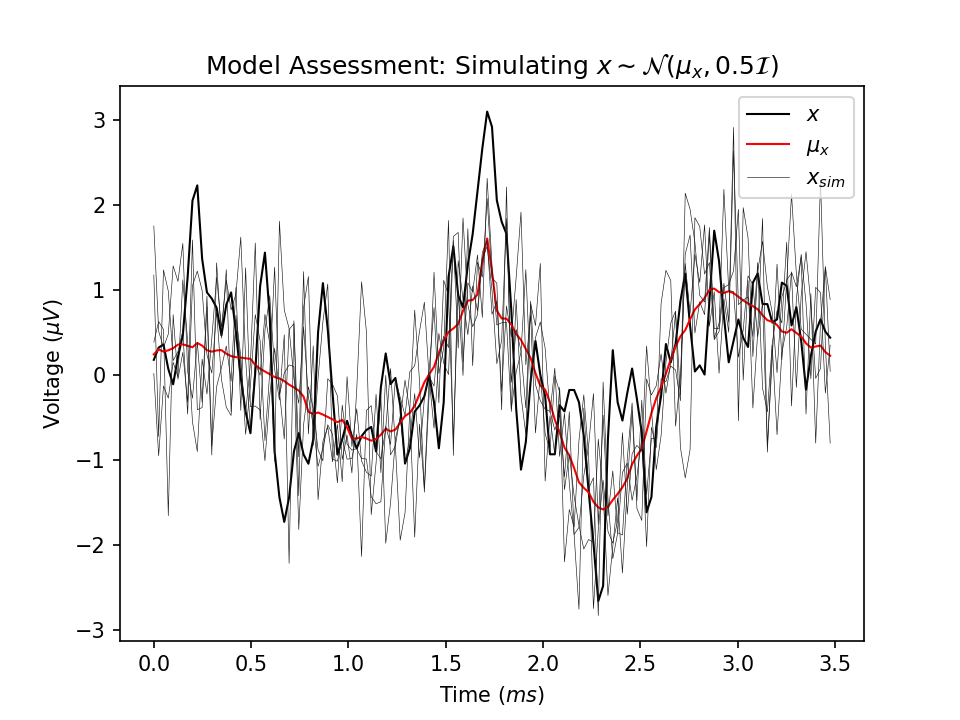 Model Assessment: Simulating x ∼ 𝒩(μₓ, 0.5ℐ)
x
μₓ
x_sim
3
2
1
0
−1
−2
−3
Voltage (μV)
0.0 0.5 1.0 1.5 2.0 2.5 3.0 3.5
Time (ms)